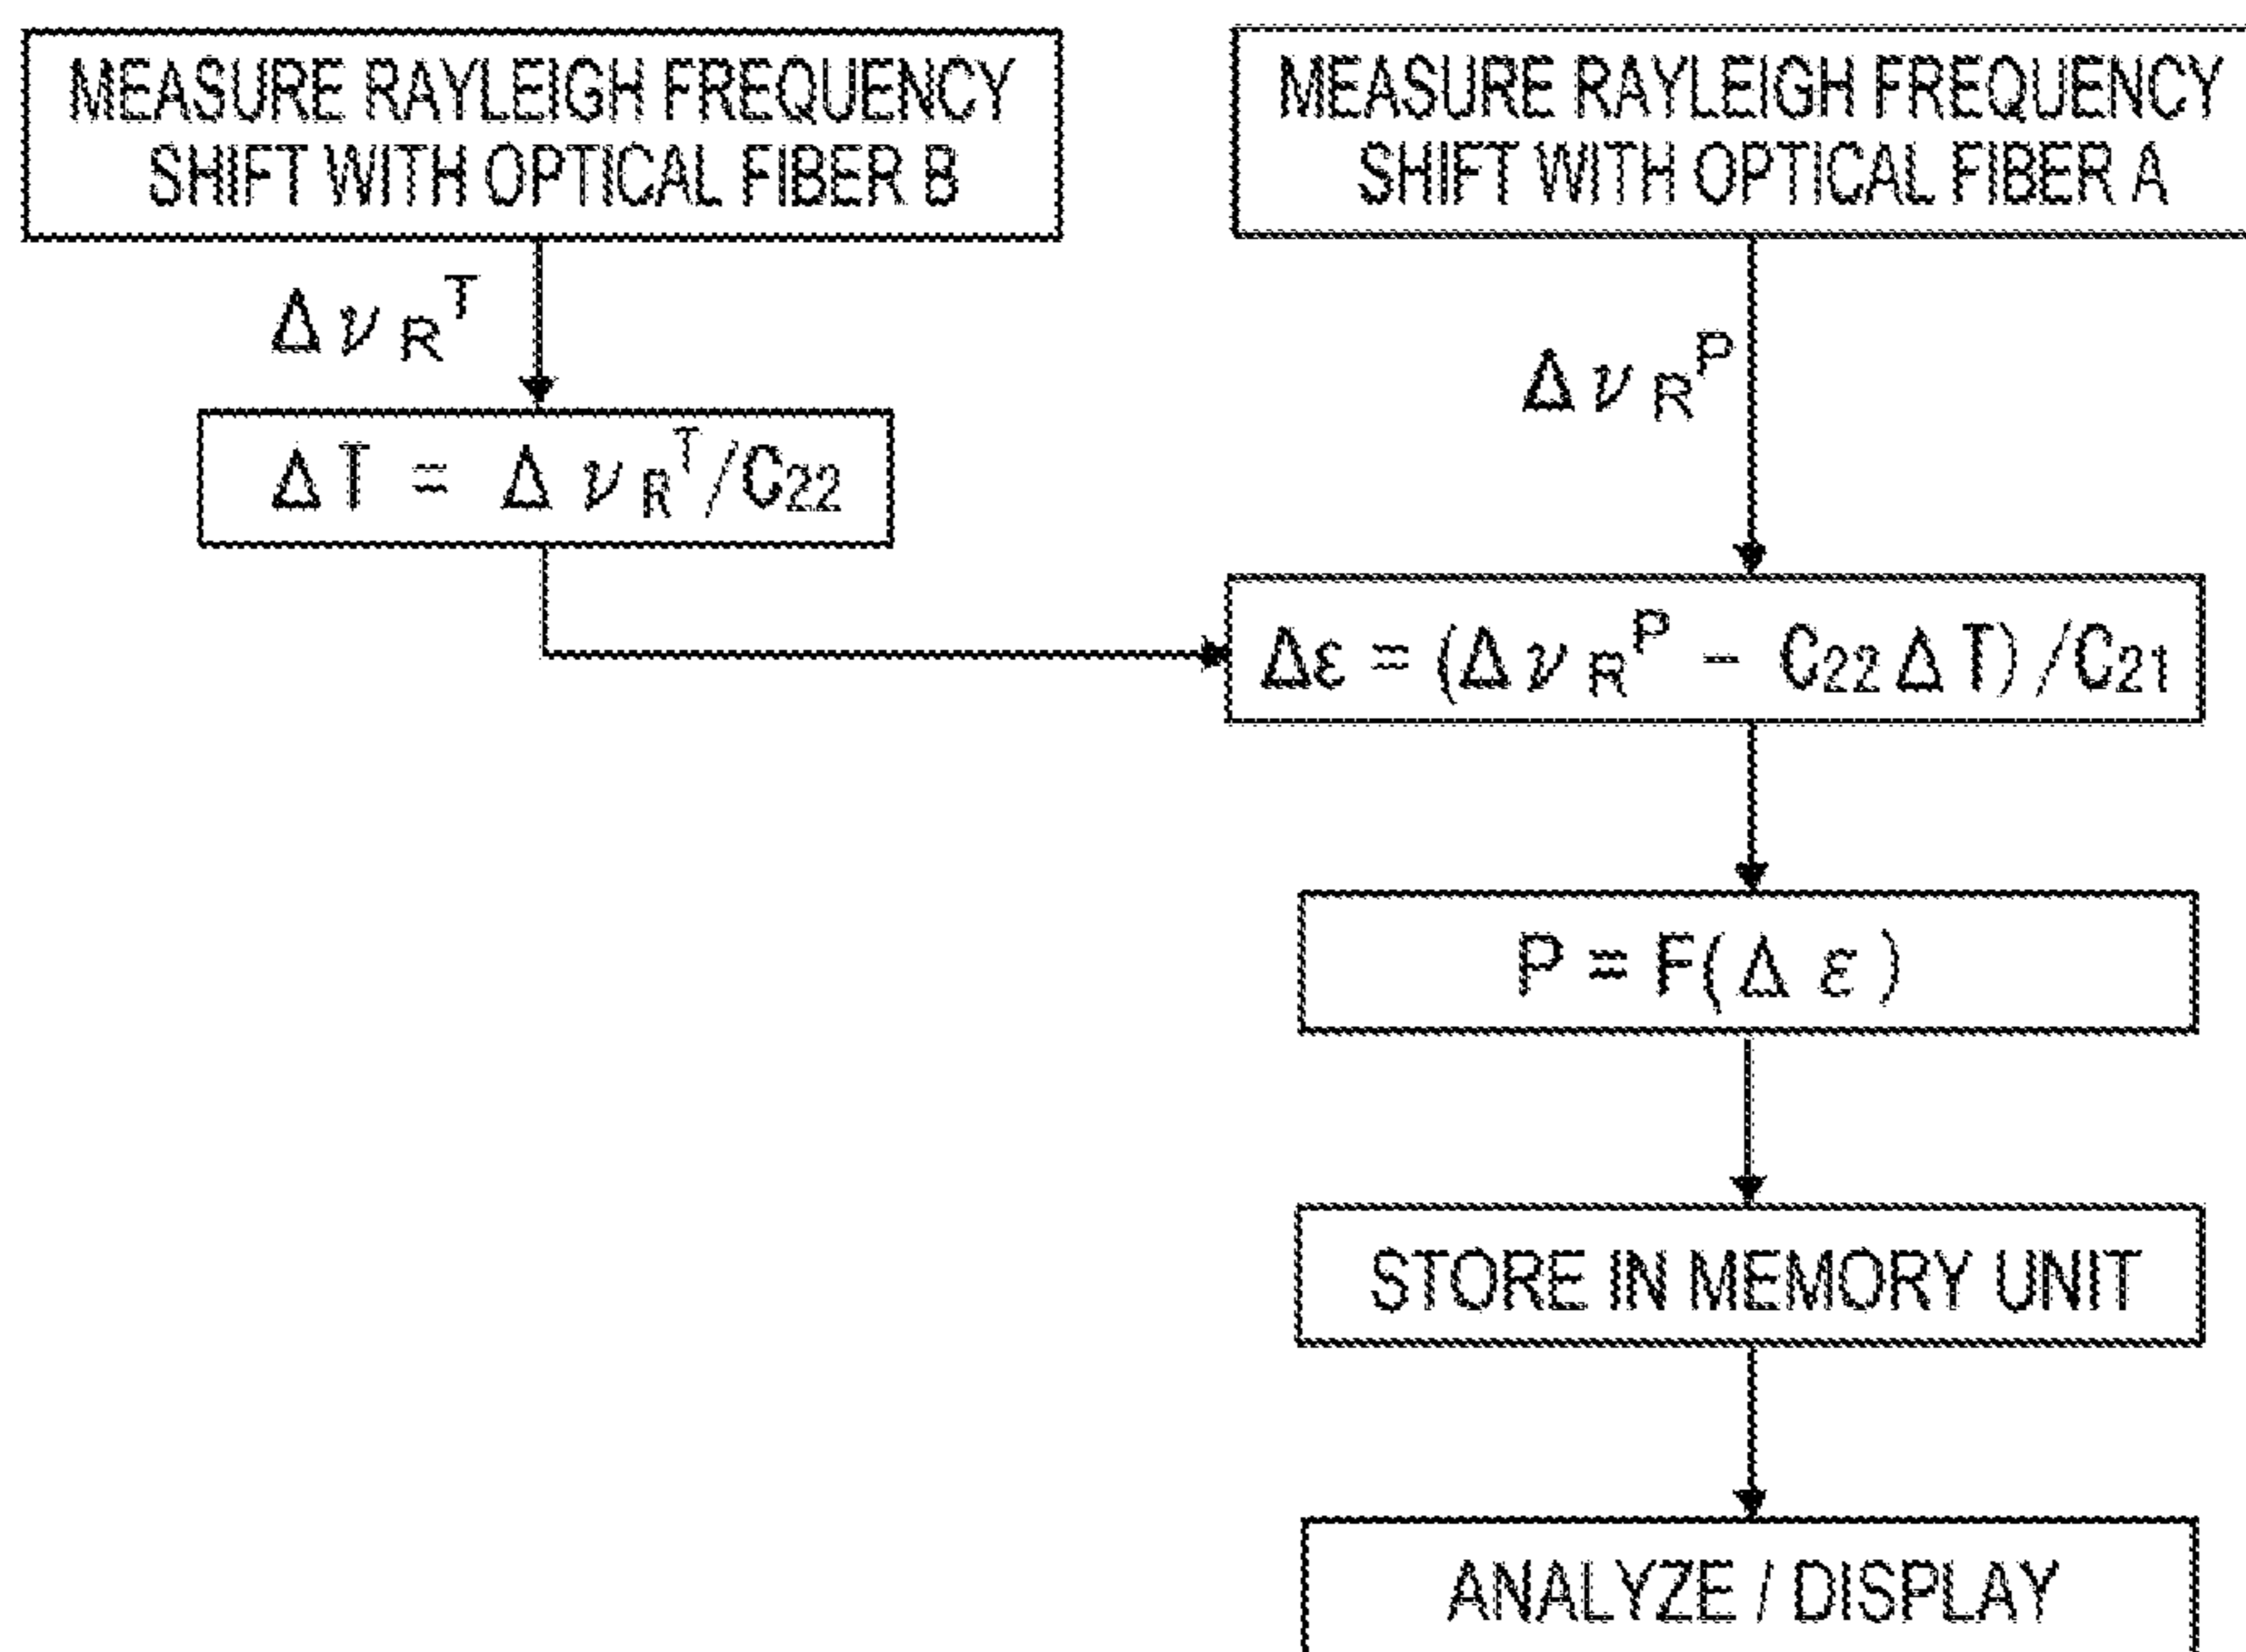 MEASURE RAYLEIGH FREQUENCY
SHIFT WITH OPTICAL FIBER B
MEASURE RAYLEIGH FREQUENCY
SHIFT WITH OPTICAL FIBER A
Δν_R^T
Δν_R^P
ΔT = Δν_R^T/C₂₂
Δε = (Δν_R^P − C₂₂ΔT)/C₂₁
P = F(Δε)
STORE IN MEMORY UNIT
ANALYZE / DISPLAY